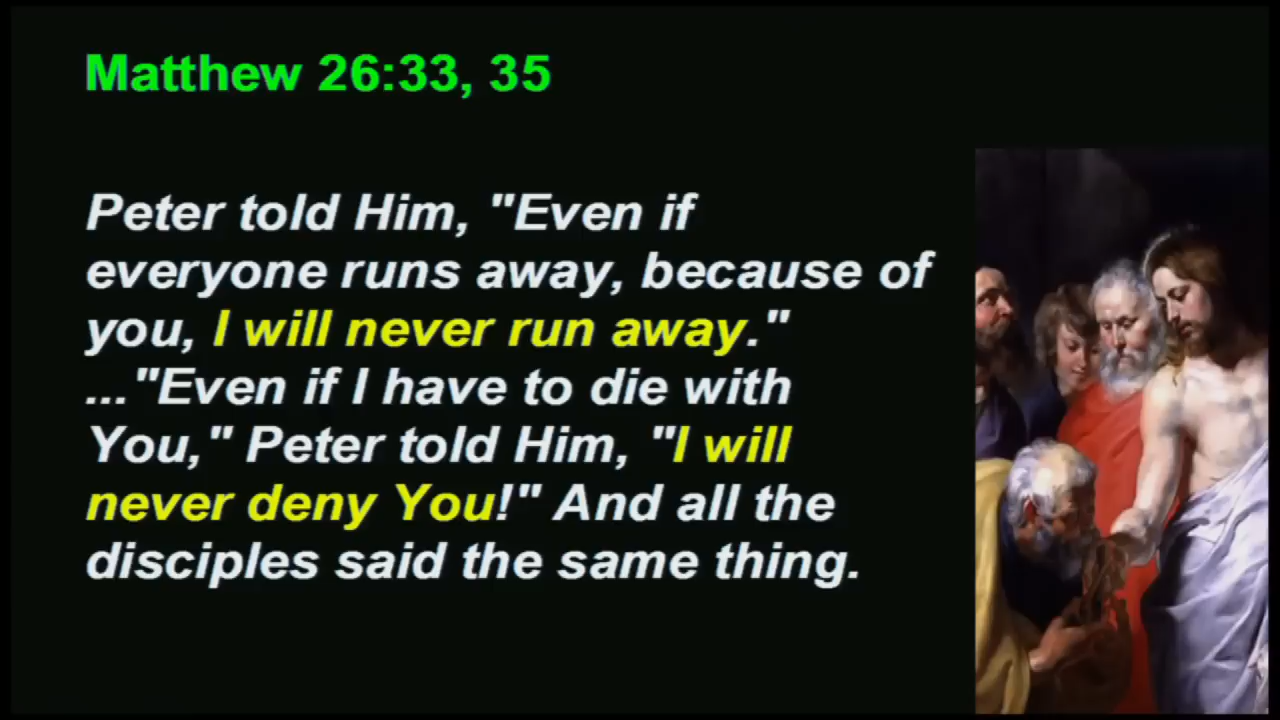 Matthew 26:33, 35
Peter told Him, "Even if
everyone runs away, because of
you, I will never run away."
..."Even if I have to die with
You," Peter told Him, "I will
never deny You!" And all the
disciples said the same thing.